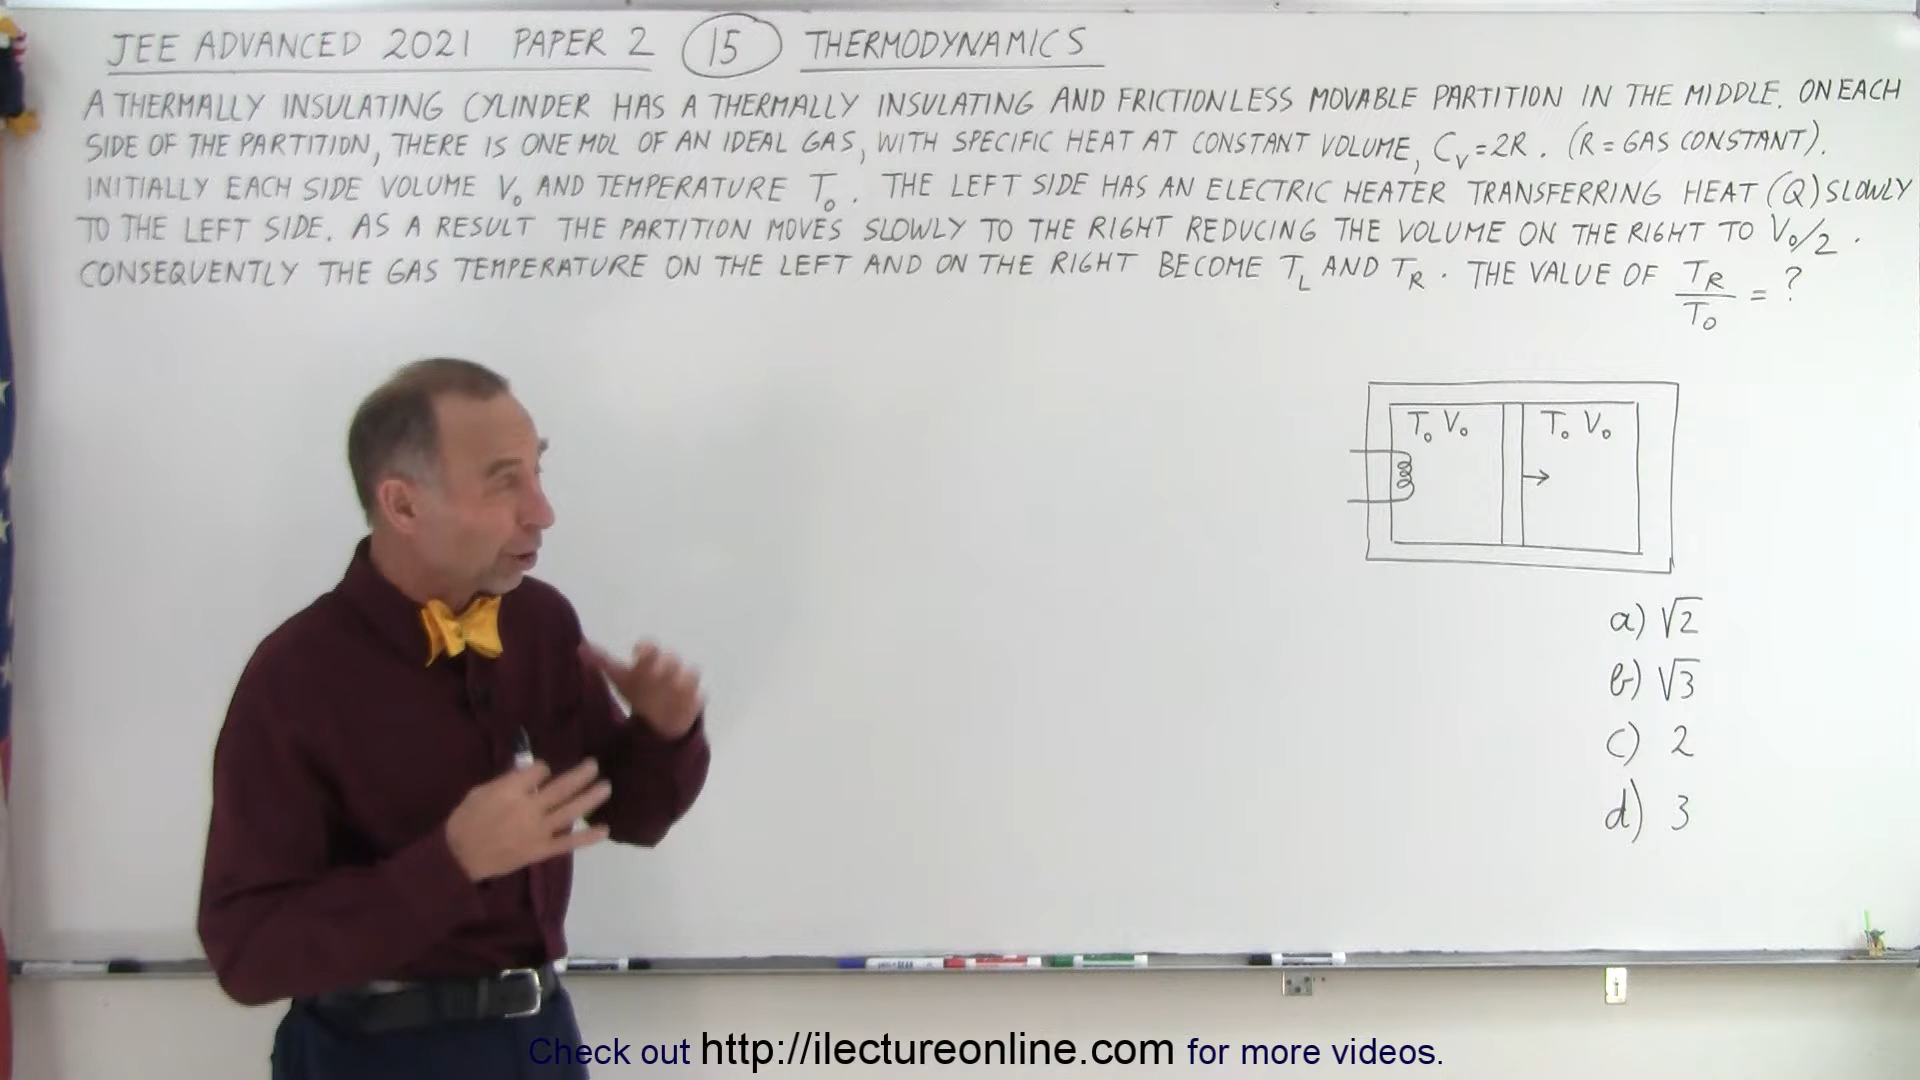 JEE ADVANCED 2021 PAPER 2 15 THERMODYNAMICS
A THERMALLY INSULATING CYLINDER HAS A THERMALLY INSULATING AND FRICTIONLESS MOVABLE PARTITION IN THE MIDDLE. ON EACH
SIDE OF THE PARTITION, THERE IS ONE MOL OF AN IDEAL GAS, WITH SPECIFIC HEAT AT CONSTANT VOLUME, Cv = 2R. (R = GAS CONSTANT).
INITIALLY EACH SIDE VOLUME V₀ AND TEMPERATURE T₀. THE LEFT SIDE HAS AN ELECTRIC HEATER TRANSFERRING HEAT (Q) SLOWLY
TO THE LEFT SIDE. AS A RESULT THE PARTITION MOVES SLOWLY TO THE RIGHT REDUCING THE VOLUME ON THE RIGHT TO V₀/2.
CONSEQUENTLY THE GAS TEMPERATURE ON THE LEFT AND ON THE RIGHT BECOME T_L AND T_R. THE VALUE OF T_R/T₀ = ?
T₀ V₀ T₀ V₀
a) √2
b) √3
c) 2
d) 3
Check out http://ilectureonline.com for more videos.